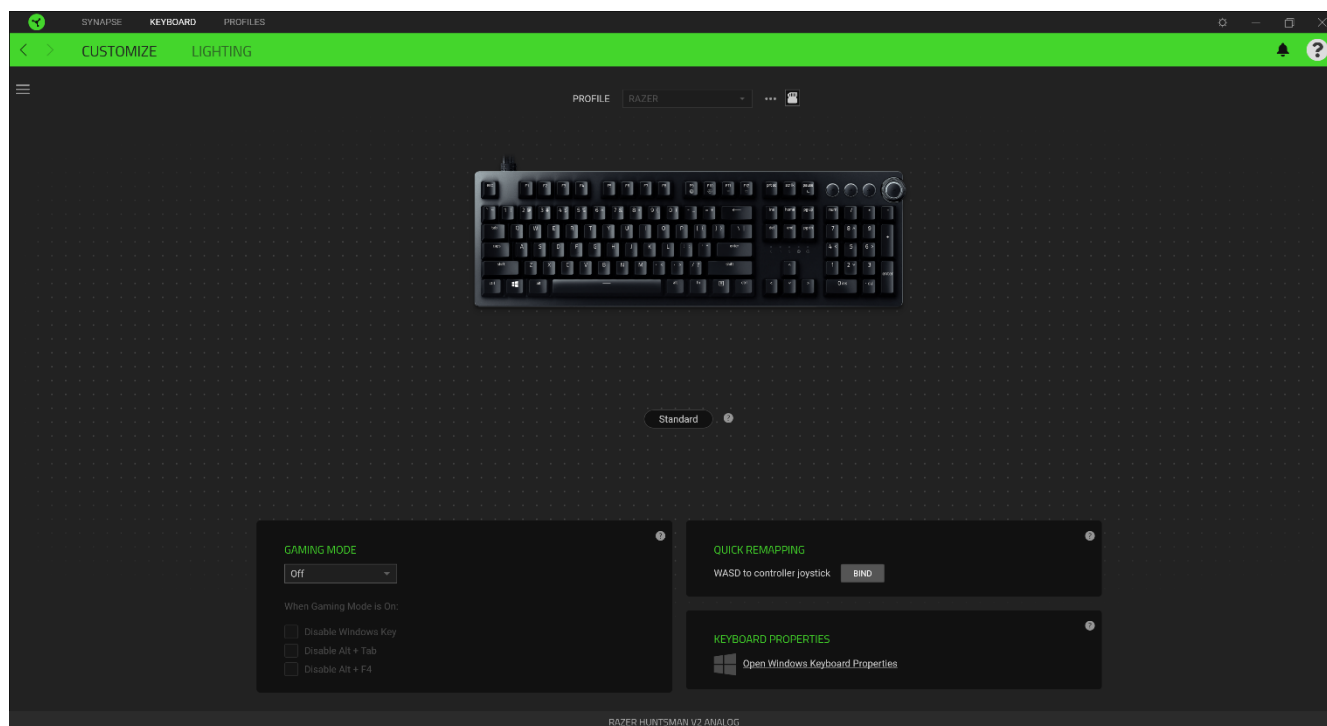 SYNAPSE KEYBOARD PROFILES
CUSTOMIZE LIGHTING
PROFILE RAZER
Standard
GAMING MODE
Off
When Gaming Mode is On:
Disable Windows Key
Disable Alt + Tab
Disable Alt + F4
QUICK REMAPPING
WASD to controller joystick BIND
KEYBOARD PROPERTIES
Open Windows Keyboard Properties
RAZER HUNTSMAN V2 ANALOG